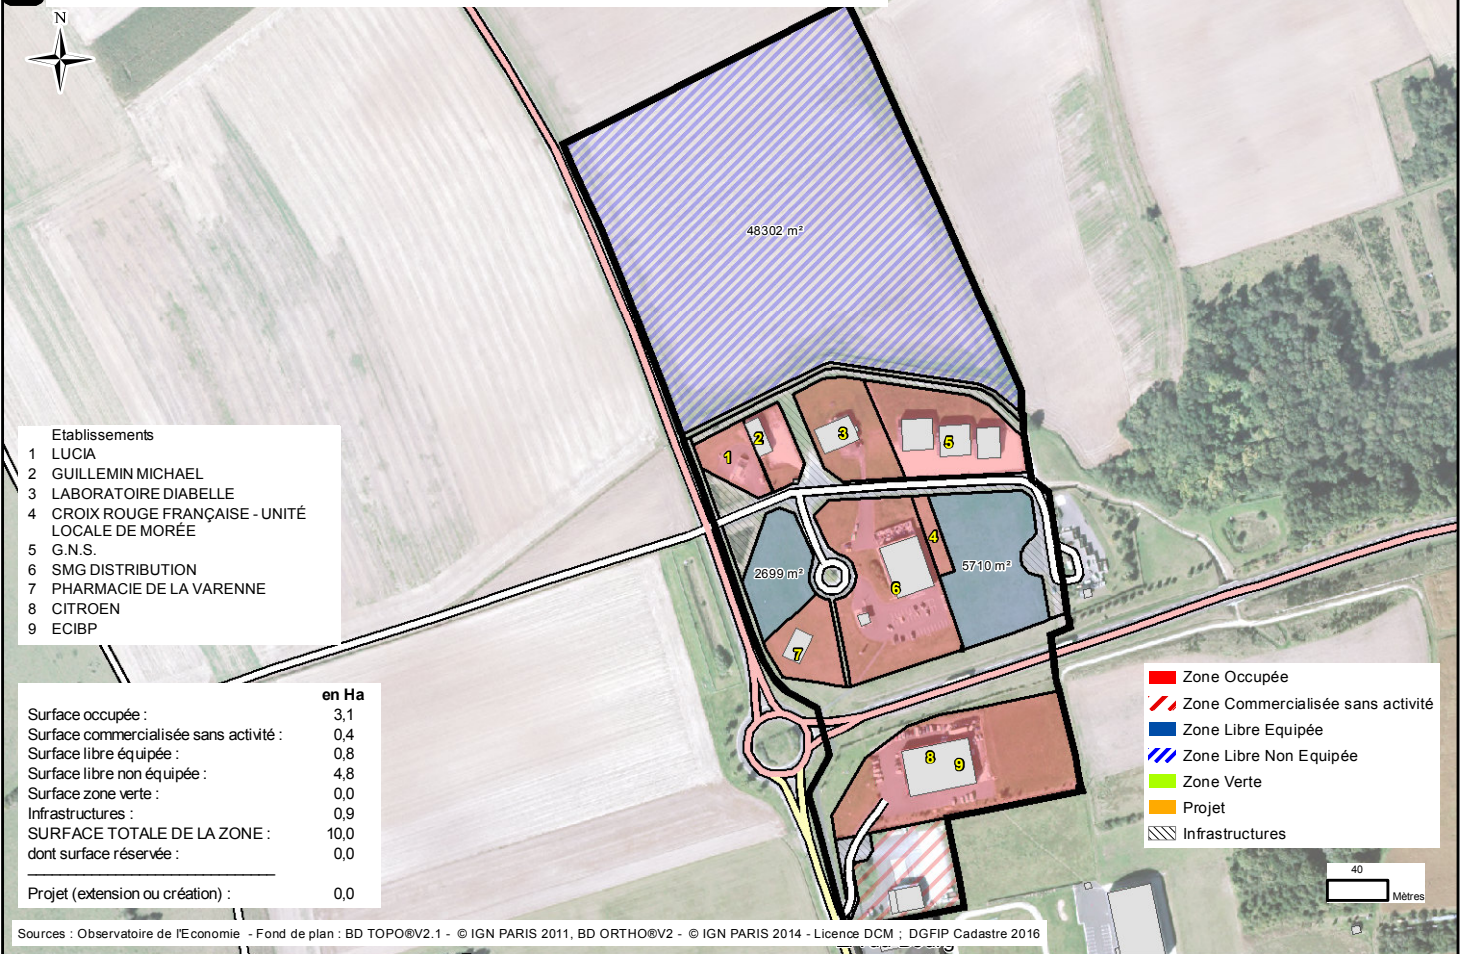 N
48302 m²
1
2
3
5
4
2699 m²
5710 m²
6
7
8
9
Etablissements
1 LUCIA
2 GUILLEMIN MICHAEL
3 LABORATOIRE DIABELLE
4 CROIX ROUGE FRANÇAISE - UNITÉ
LOCALE DE MORÉE
5 G.N.S.
6 SMG DISTRIBUTION
7 PHARMACIE DE LA VARENNE
8 CITROEN
9 ECIBP
en Ha
Surface occupée : 3,1
Surface commercialisée sans activité : 0,4
Surface libre équipée : 0,8
Surface libre non équipée : 4,8
Surface zone verte : 0,0
Infrastructures : 0,9
SURFACE TOTALE DE LA ZONE : 10,0
dont surface réservée : 0,0
Projet (extension ou création) : 0,0
Zone Occupée
Zone Commercialisée sans activité
Zone Libre Equipée
Zone Libre Non Equipée
Zone Verte
Projet
Infrastructures
40
Mètres
Sources : Observatoire de l'Economie - Fond de plan : BD TOPO®V2.1 - © IGN PARIS 2011, BD ORTHO®V2 - © IGN PARIS 2014 - Licence DCM ; DGFIP Cadastre 2016